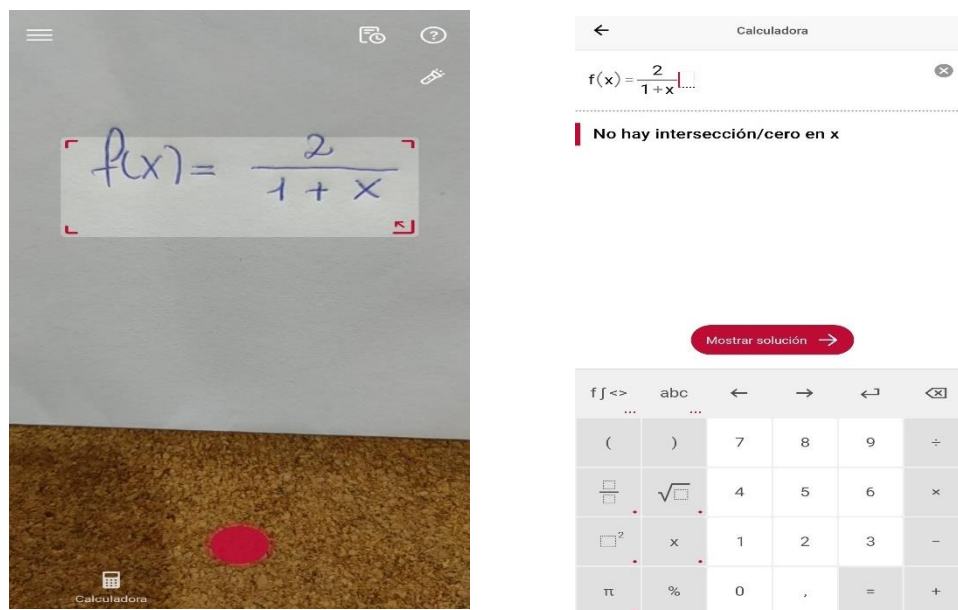 ?
f(x) = 2 / 1 + x
Calculadora
Calculadora
f(x) = 2 / 1+x
No hay intersección/cero en x
Mostrar solución →
f∫<> abc ← → ↵ ⌫
( ) 7 8 9 ÷
□/□ √□ 4 5 6 ×
□² x 1 2 3 −
π % 0 , = +